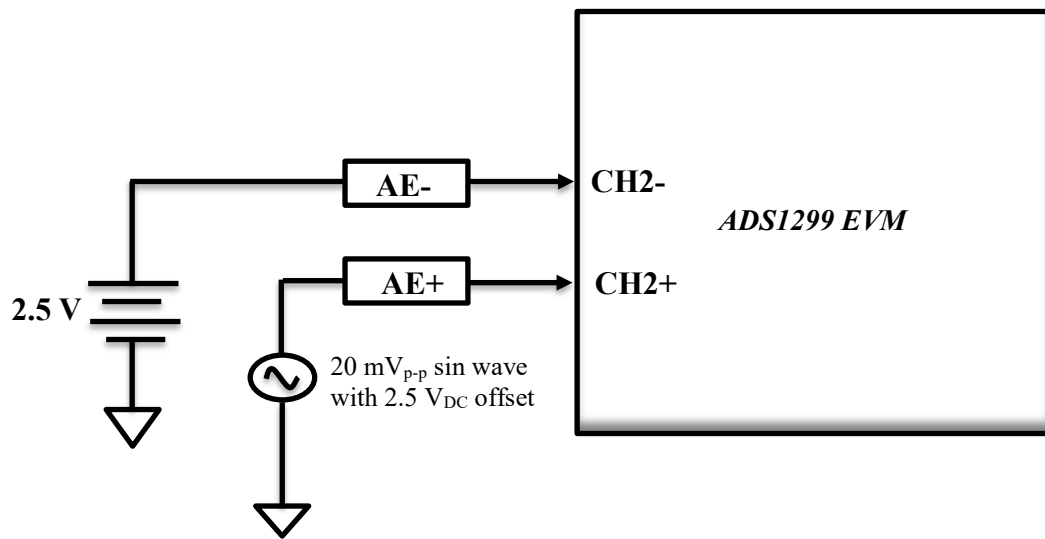 AE-
CH2-
ADS1299 EVM
AE+
CH2+
2.5 V
20 mVp-p sin wave
with 2.5 VDC offset